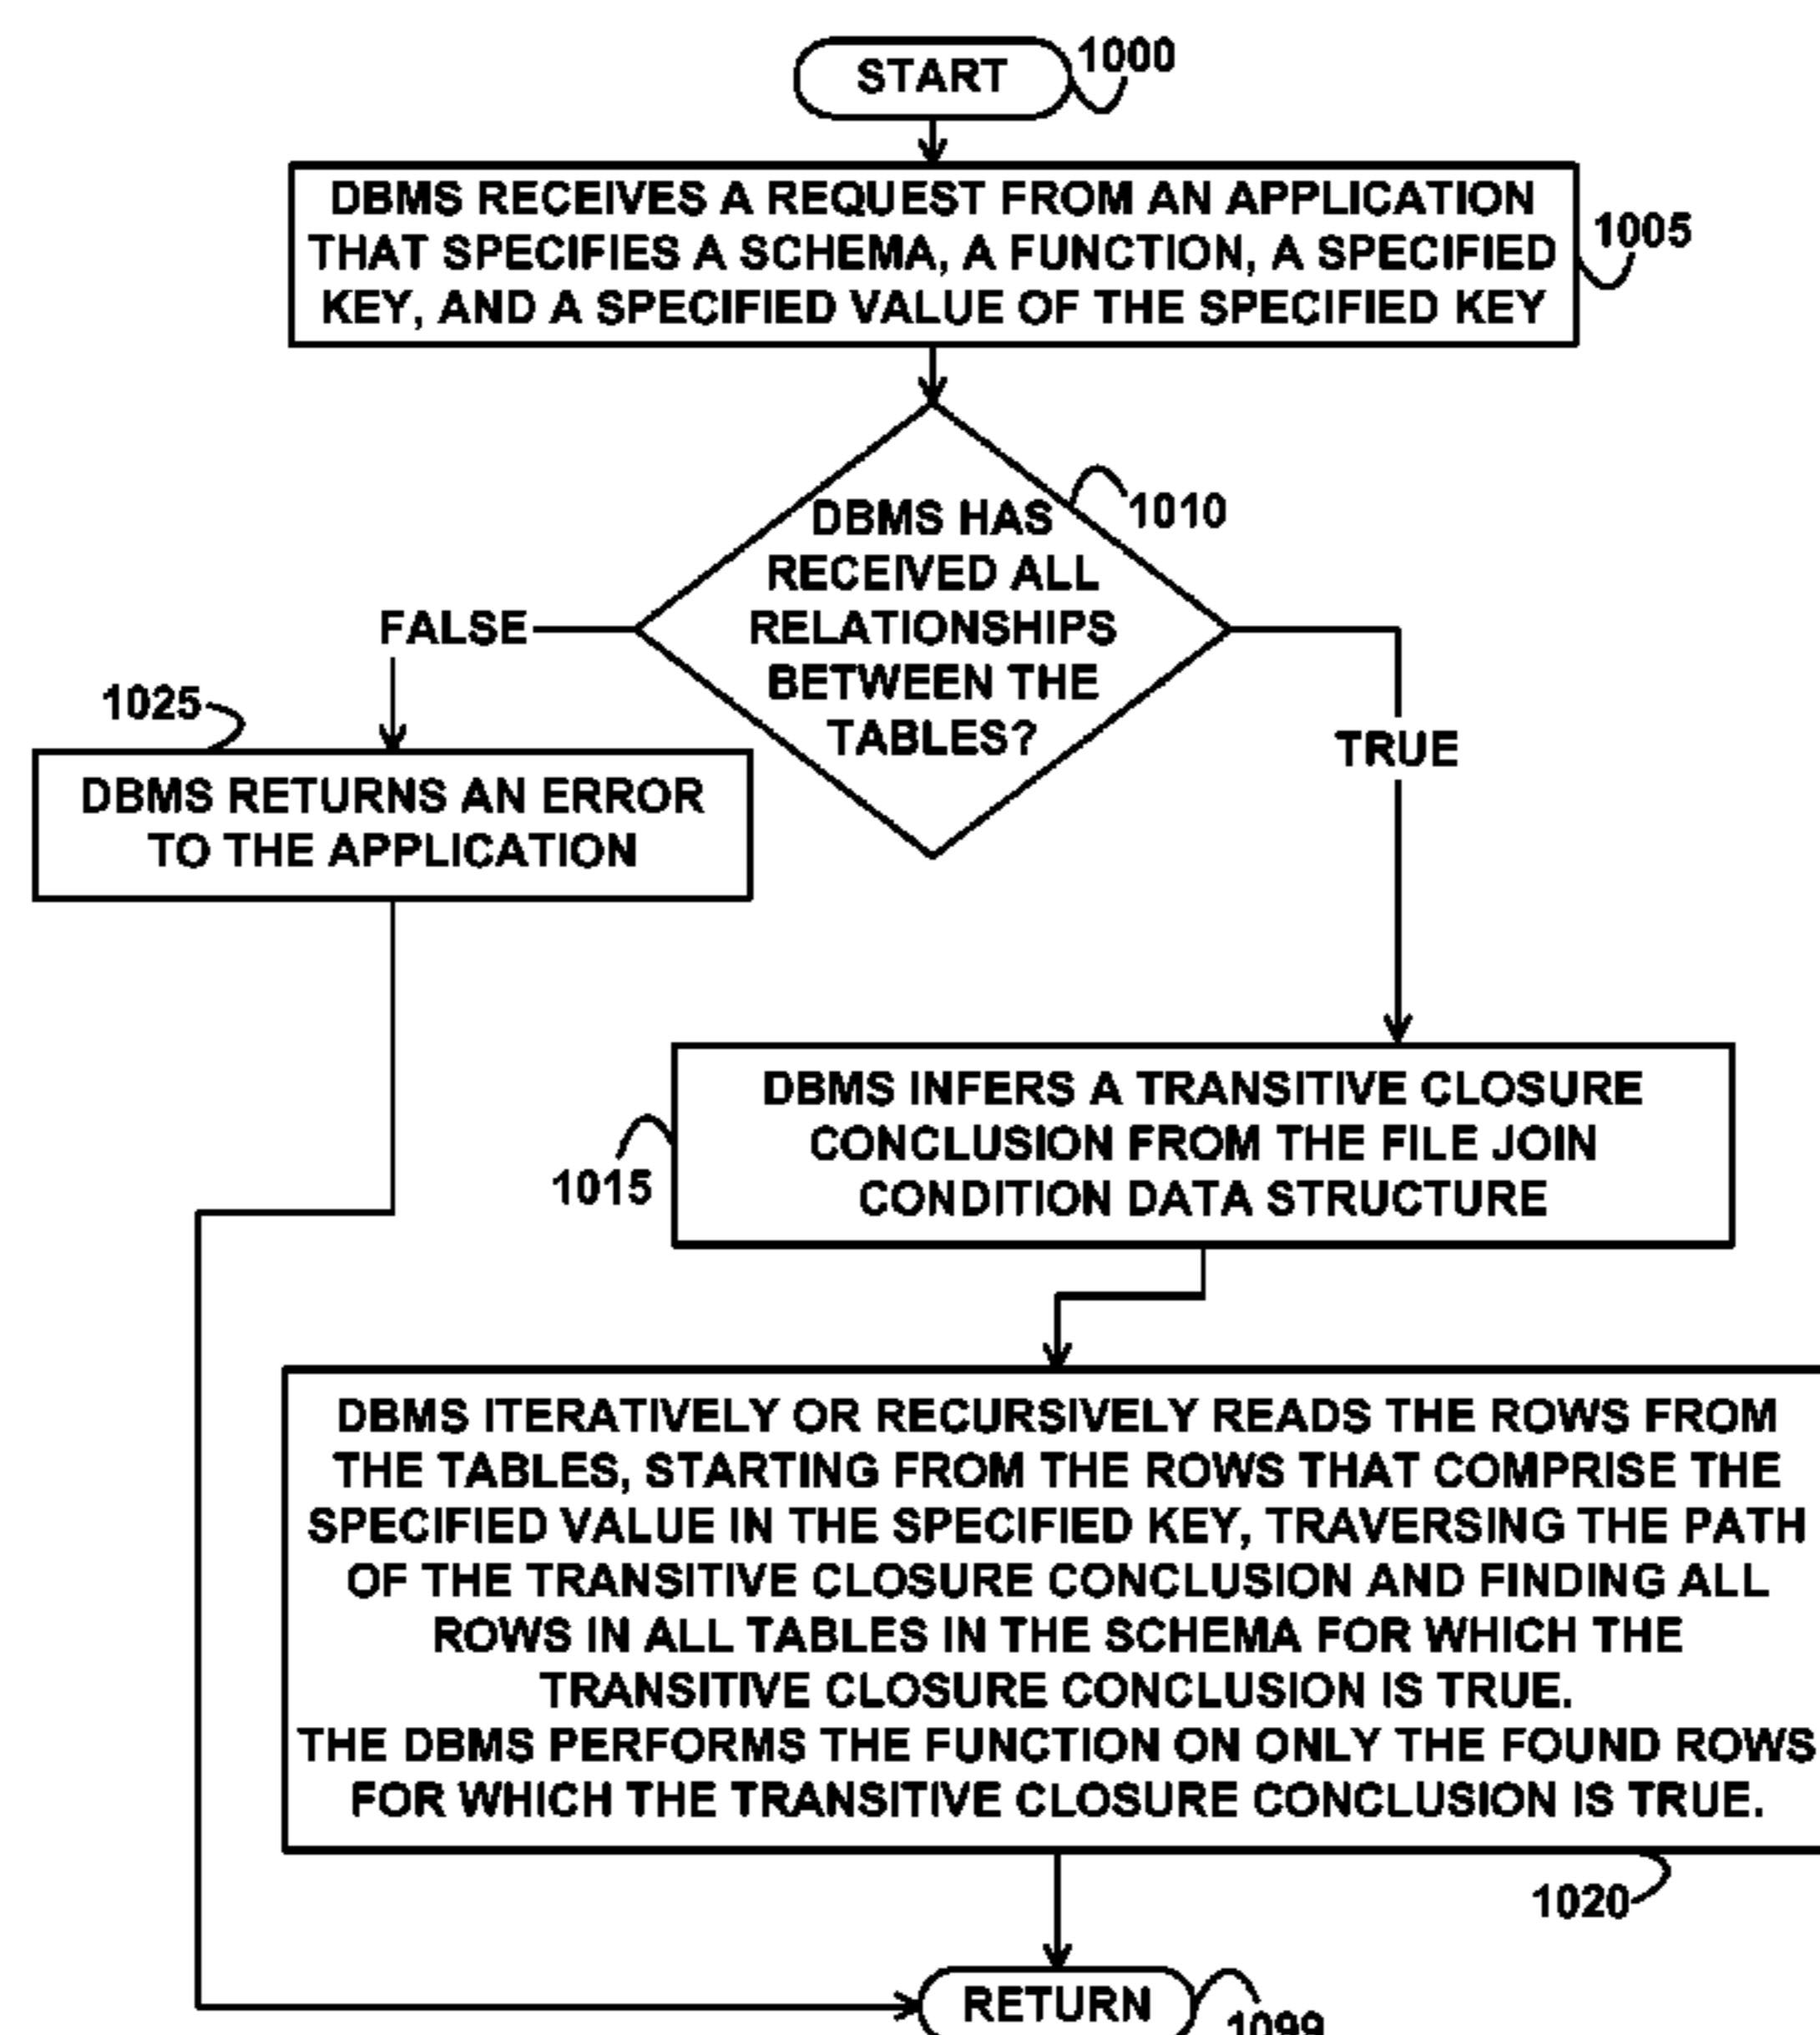 START
1000
DBMS RECEIVES A REQUEST FROM AN APPLICATION
THAT SPECIFIES A SCHEMA, A FUNCTION, A SPECIFIED
KEY, AND A SPECIFIED VALUE OF THE SPECIFIED KEY
1005
DBMS HAS
RECEIVED ALL
RELATIONSHIPS
BETWEEN THE
TABLES?
1010
FALSE
TRUE
1025
DBMS RETURNS AN ERROR
TO THE APPLICATION
DBMS INFERS A TRANSITIVE CLOSURE
CONCLUSION FROM THE FILE JOIN
CONDITION DATA STRUCTURE
1015
DBMS ITERATIVELY OR RECURSIVELY READS THE ROWS FROM
THE TABLES, STARTING FROM THE ROWS THAT COMPRISE THE
SPECIFIED VALUE IN THE SPECIFIED KEY, TRAVERSING THE PATH
OF THE TRANSITIVE CLOSURE CONCLUSION AND FINDING ALL
ROWS IN ALL TABLES IN THE SCHEMA FOR WHICH THE
TRANSITIVE CLOSURE CONCLUSION IS TRUE.
THE DBMS PERFORMS THE FUNCTION ON ONLY THE FOUND ROWS
FOR WHICH THE TRANSITIVE CLOSURE CONCLUSION IS TRUE.
1020
RETURN
1099